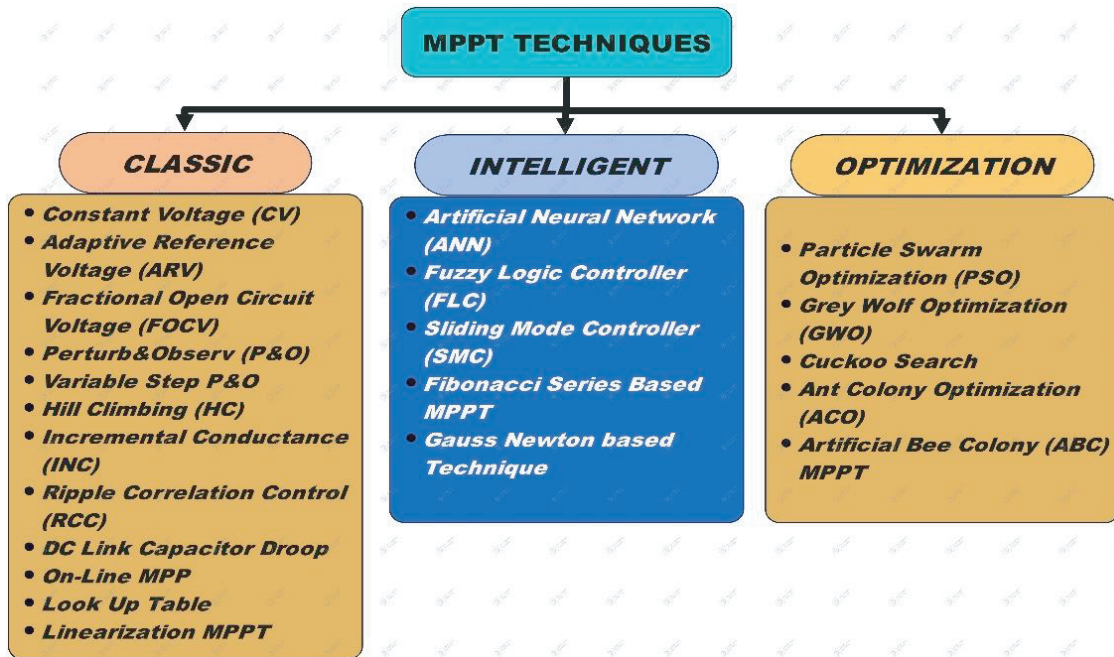 MPPT TECHNIQUES
CLASSIC
• Constant Voltage (CV)
• Adaptive Reference
Voltage (ARV)
• Fractional Open Circuit
Voltage (FOCV)
• Perturb&Observ (P&O)
• Variable Step P&O
• Hill Climbing (HC)
• Incremental Conductance
(INC)
• Ripple Correlation Control
(RCC)
• DC Link Capacitor Droop
• On-Line MPP
• Look Up Table
• Linearization MPPT
INTELLIGENT
• Artificial Neural Network
(ANN)
• Fuzzy Logic Controller
(FLC)
• Sliding Mode Controller
(SMC)
• Fibonacci Series Based
MPPT
• Gauss Newton based
Technique
OPTIMIZATION
• Particle Swarm
Optimization (PSO)
• Grey Wolf Optimization
(GWO)
• Cuckoo Search
• Ant Colony Optimization
(ACO)
• Artificial Bee Colony (ABC)
MPPT